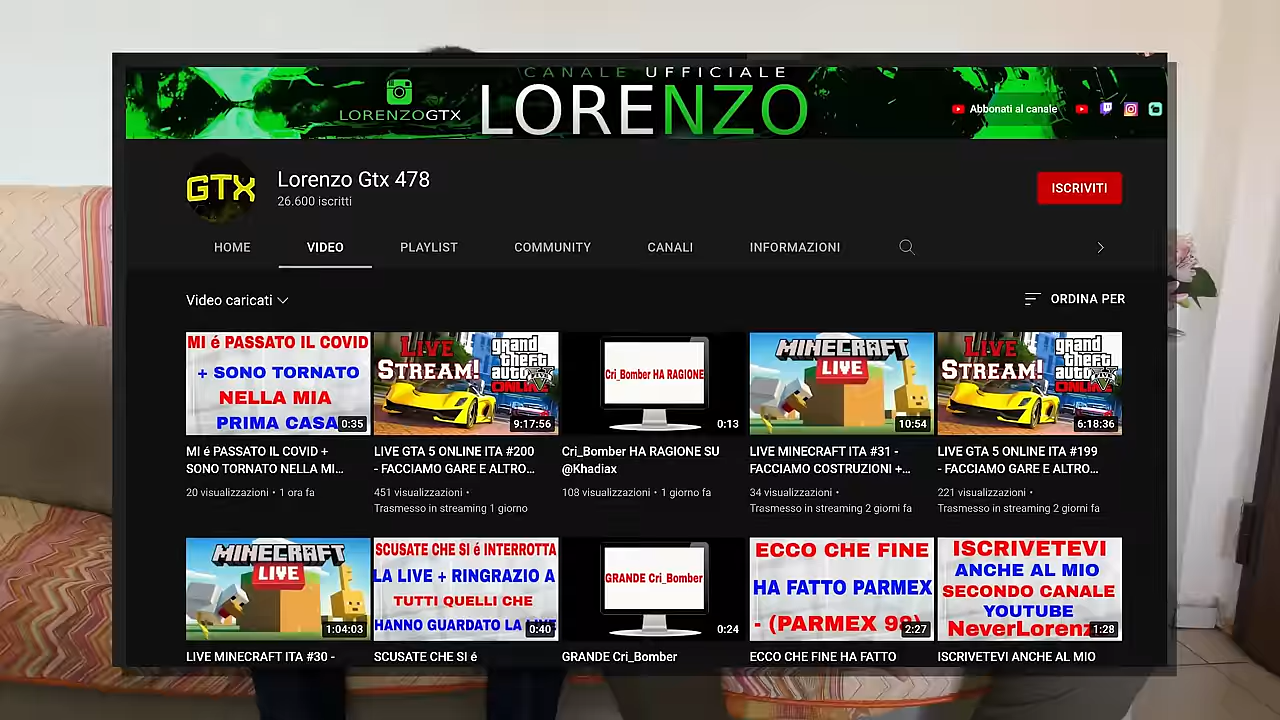 CANALE UFFICIALE
LORENZO
LORENZOGTX
Abbonati al canale
GTX
Lorenzo Gtx 478
26.600 iscritti
ISCRIVITI
HOME
VIDEO
PLAYLIST
COMMUNITY
CANALI
INFORMAZIONI
Video caricati
ORDINA PER
MI é PASSATO IL COVID
+ SONO TORNATO
NELLA MIA
PRIMA CASA
0:35
MI é PASSATO IL COVID +
SONO TORNATO NELLA MI...
20 visualizzazioni • 1 ora fa
LIVE
STREAM!
grand
theft
auto V
ONLINE
9:17:56
LIVE GTA 5 ONLINE ITA #200
- FACCIAMO GARE E ALTRO...
451 visualizzazioni •
Trasmesso in streaming 1 giorno
Cri_Bomber HA RAGIONE
0:13
Cri_Bomber HA RAGIONE SU
@Khadiax
108 visualizzazioni • 1 giorno fa
MINECRAFT
LIVE
10:54
LIVE MINECRAFT ITA #31 -
FACCIAMO COSTRUZIONI +...
34 visualizzazioni •
Trasmesso in streaming 2 giorni fa
LIVE
STREAM!
grand
theft
auto V
ONLINE
6:18:36
LIVE GTA 5 ONLINE ITA #199
- FACCIAMO GARE E ALTRO...
221 visualizzazioni •
Trasmesso in streaming 2 giorni fa
MINECRAFT
LIVE
1:04:03
LIVE MINECRAFT ITA #30 -
SCUSATE CHE SI é INTERROTTA
LA LIVE + RINGRAZIO A
TUTTI QUELLI CHE
HANNO GUARDATO LA LIVE
0:40
SCUSATE CHE SI é
GRANDE Cri_Bomber
0:24
GRANDE Cri_Bomber
ECCO CHE FINE
HA FATTO PARMEX
- (PARMEX 98)
2:27
ECCO CHE FINE HA FATTO
ISCRIVETEVI
ANCHE AL MIO
SECONDO CANALE
YOUTUBE
NeverLorenz
1:28
ISCRIVETEVI ANCHE AL MIO